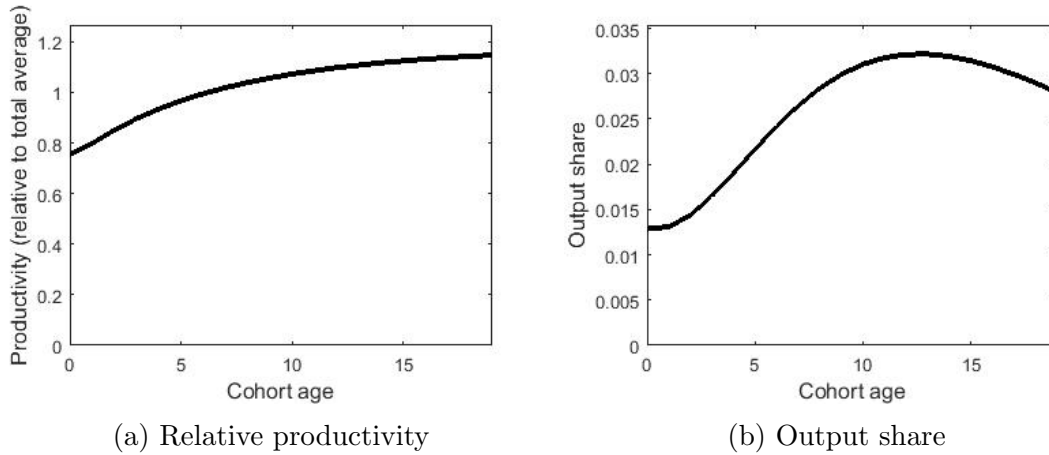 Productivity (relative to total average)
1.2
1
0.8
0.6
0.4
0.2
0
0 5 10 15
Cohort age
(a) Relative productivity
Output share
0.035
0.03
0.025
0.02
0.015
0.01
0.005
0
0 5 10 15
Cohort age
(b) Output share